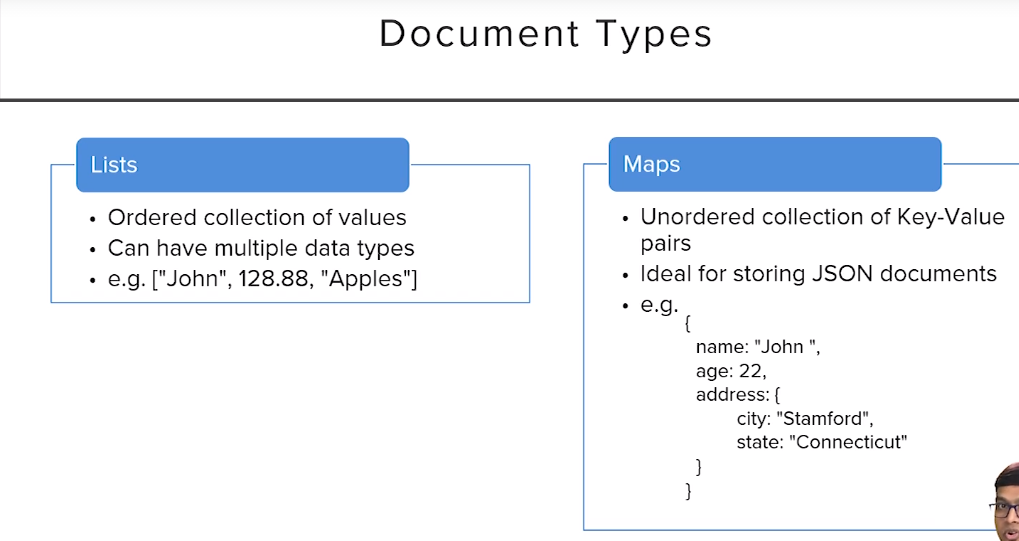 Document Types
Lists
• Ordered collection of values
• Can have multiple data types
• e.g. ["John", 128.88, "Apples"]
Maps
• Unordered collection of Key-Value
pairs
• Ideal for storing JSON documents
• e.g.
{
name: "John ",
age: 22,
address: {
city: "Stamford",
state: "Connecticut"
}
}